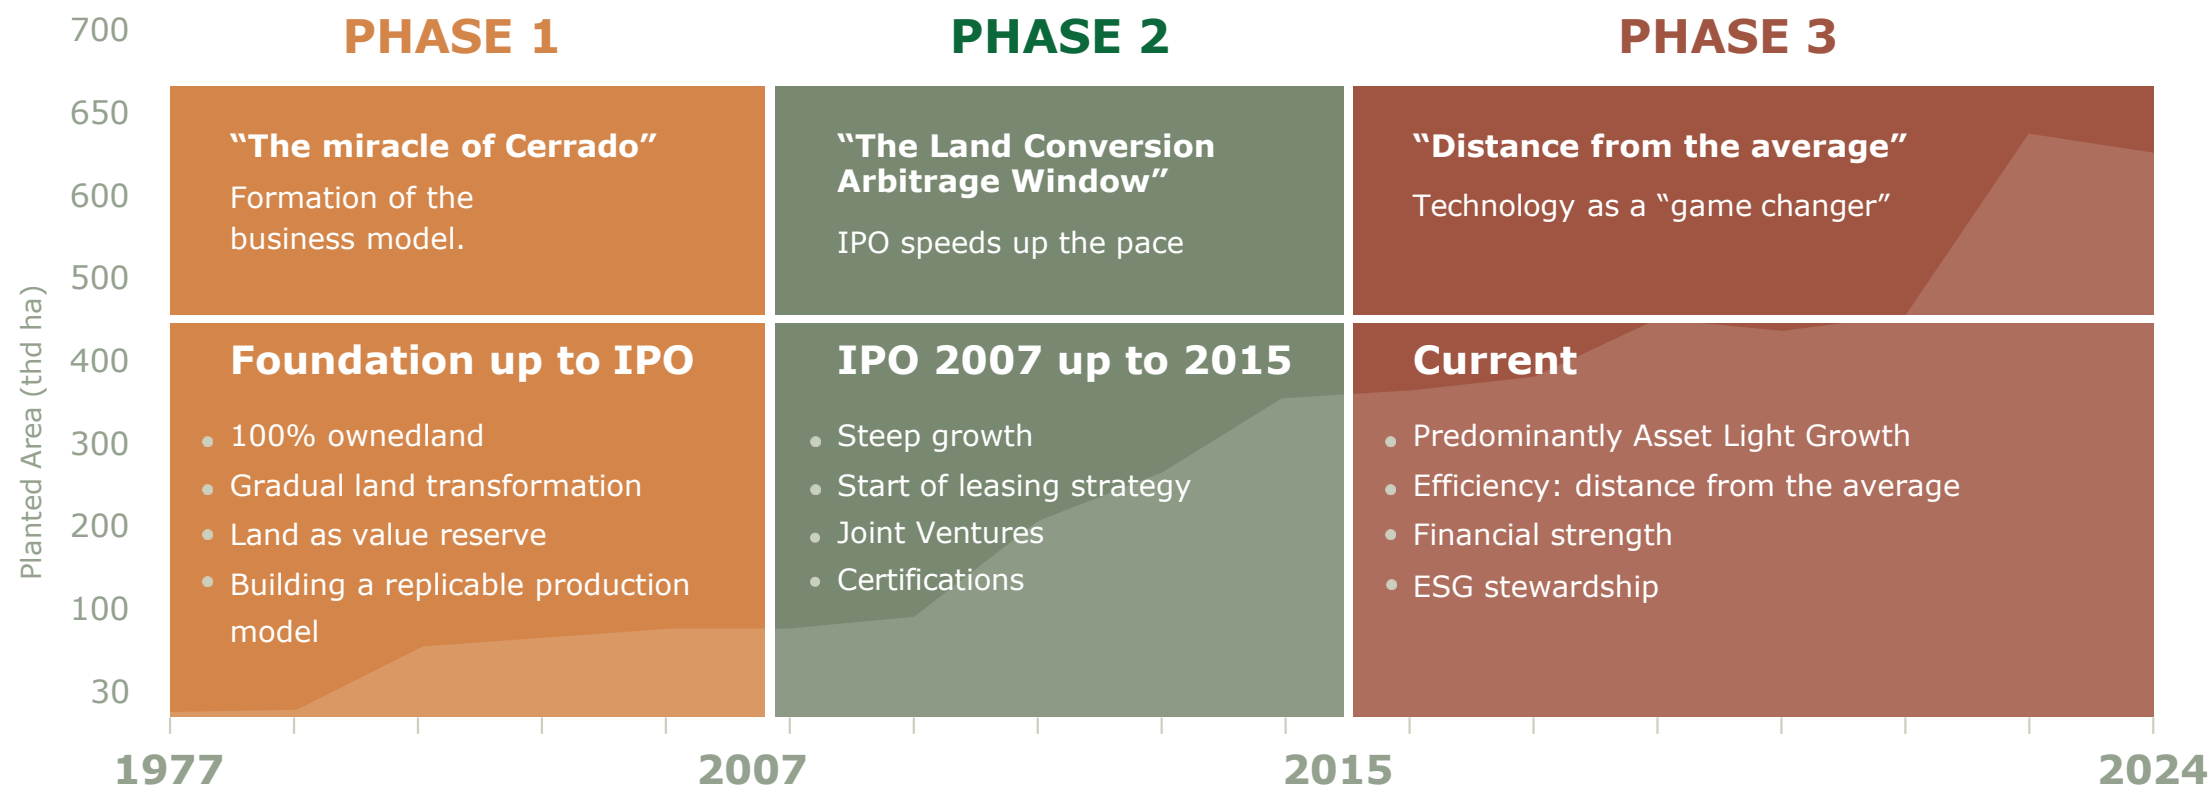 PHASE 1
PHASE 2
PHASE 3
700
650
600
500
400
300
200
100
30
Planted Area (thd ha)
“The miracle of Cerrado”
Formation of the
business model.
Foundation up to IPO
100% ownedland
Gradual land transformation
Land as value reserve
Building a replicable production
model
“The Land Conversion
Arbitrage Window”
IPO speeds up the pace
IPO 2007 up to 2015
Steep growth
Start of leasing strategy
Joint Ventures
Certifications
“Distance from the average”
Technology as a “game changer”
Current
Predominantly Asset Light Growth
Efficiency: distance from the average
Financial strength
ESG stewardship
1977
2007
2015
2024